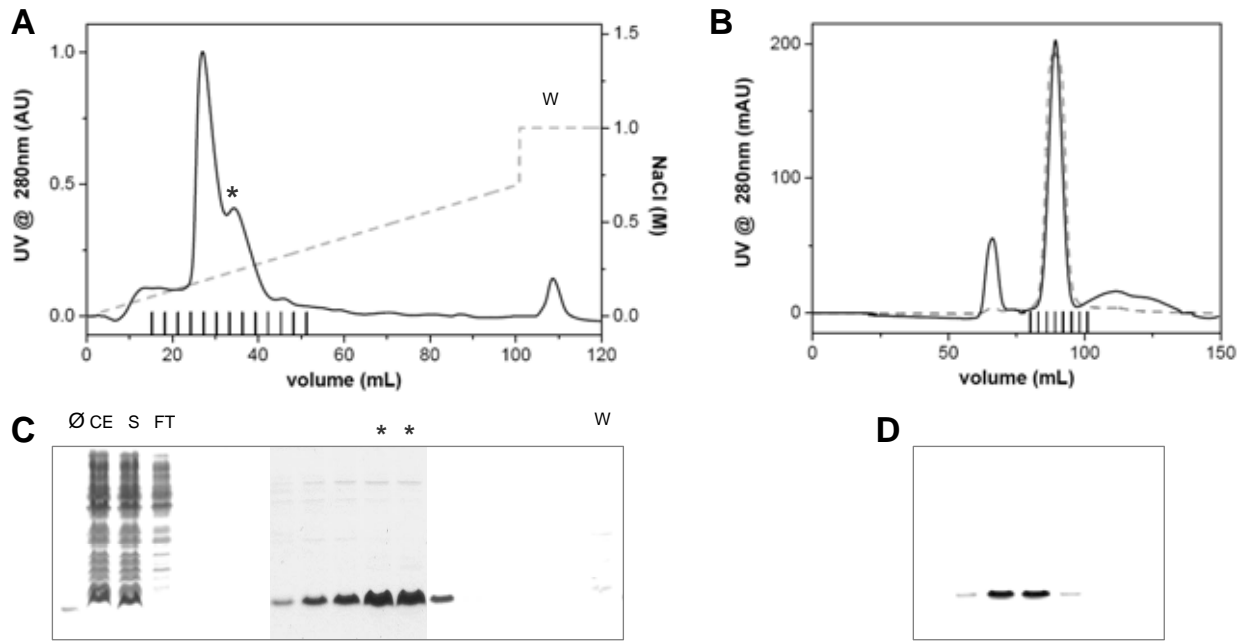 A
UV @ 280nm (AU)
1.0
0.5
0.0
*
W
1.5
1.0
0.5
0.0
NaCl (M)
0 20 40 60 80 100 120
volume (mL)
B
UV @ 280nm (mAU)
200
100
0
0 50 100 150
volume (mL)
C
Ø CE S FT * * W
D